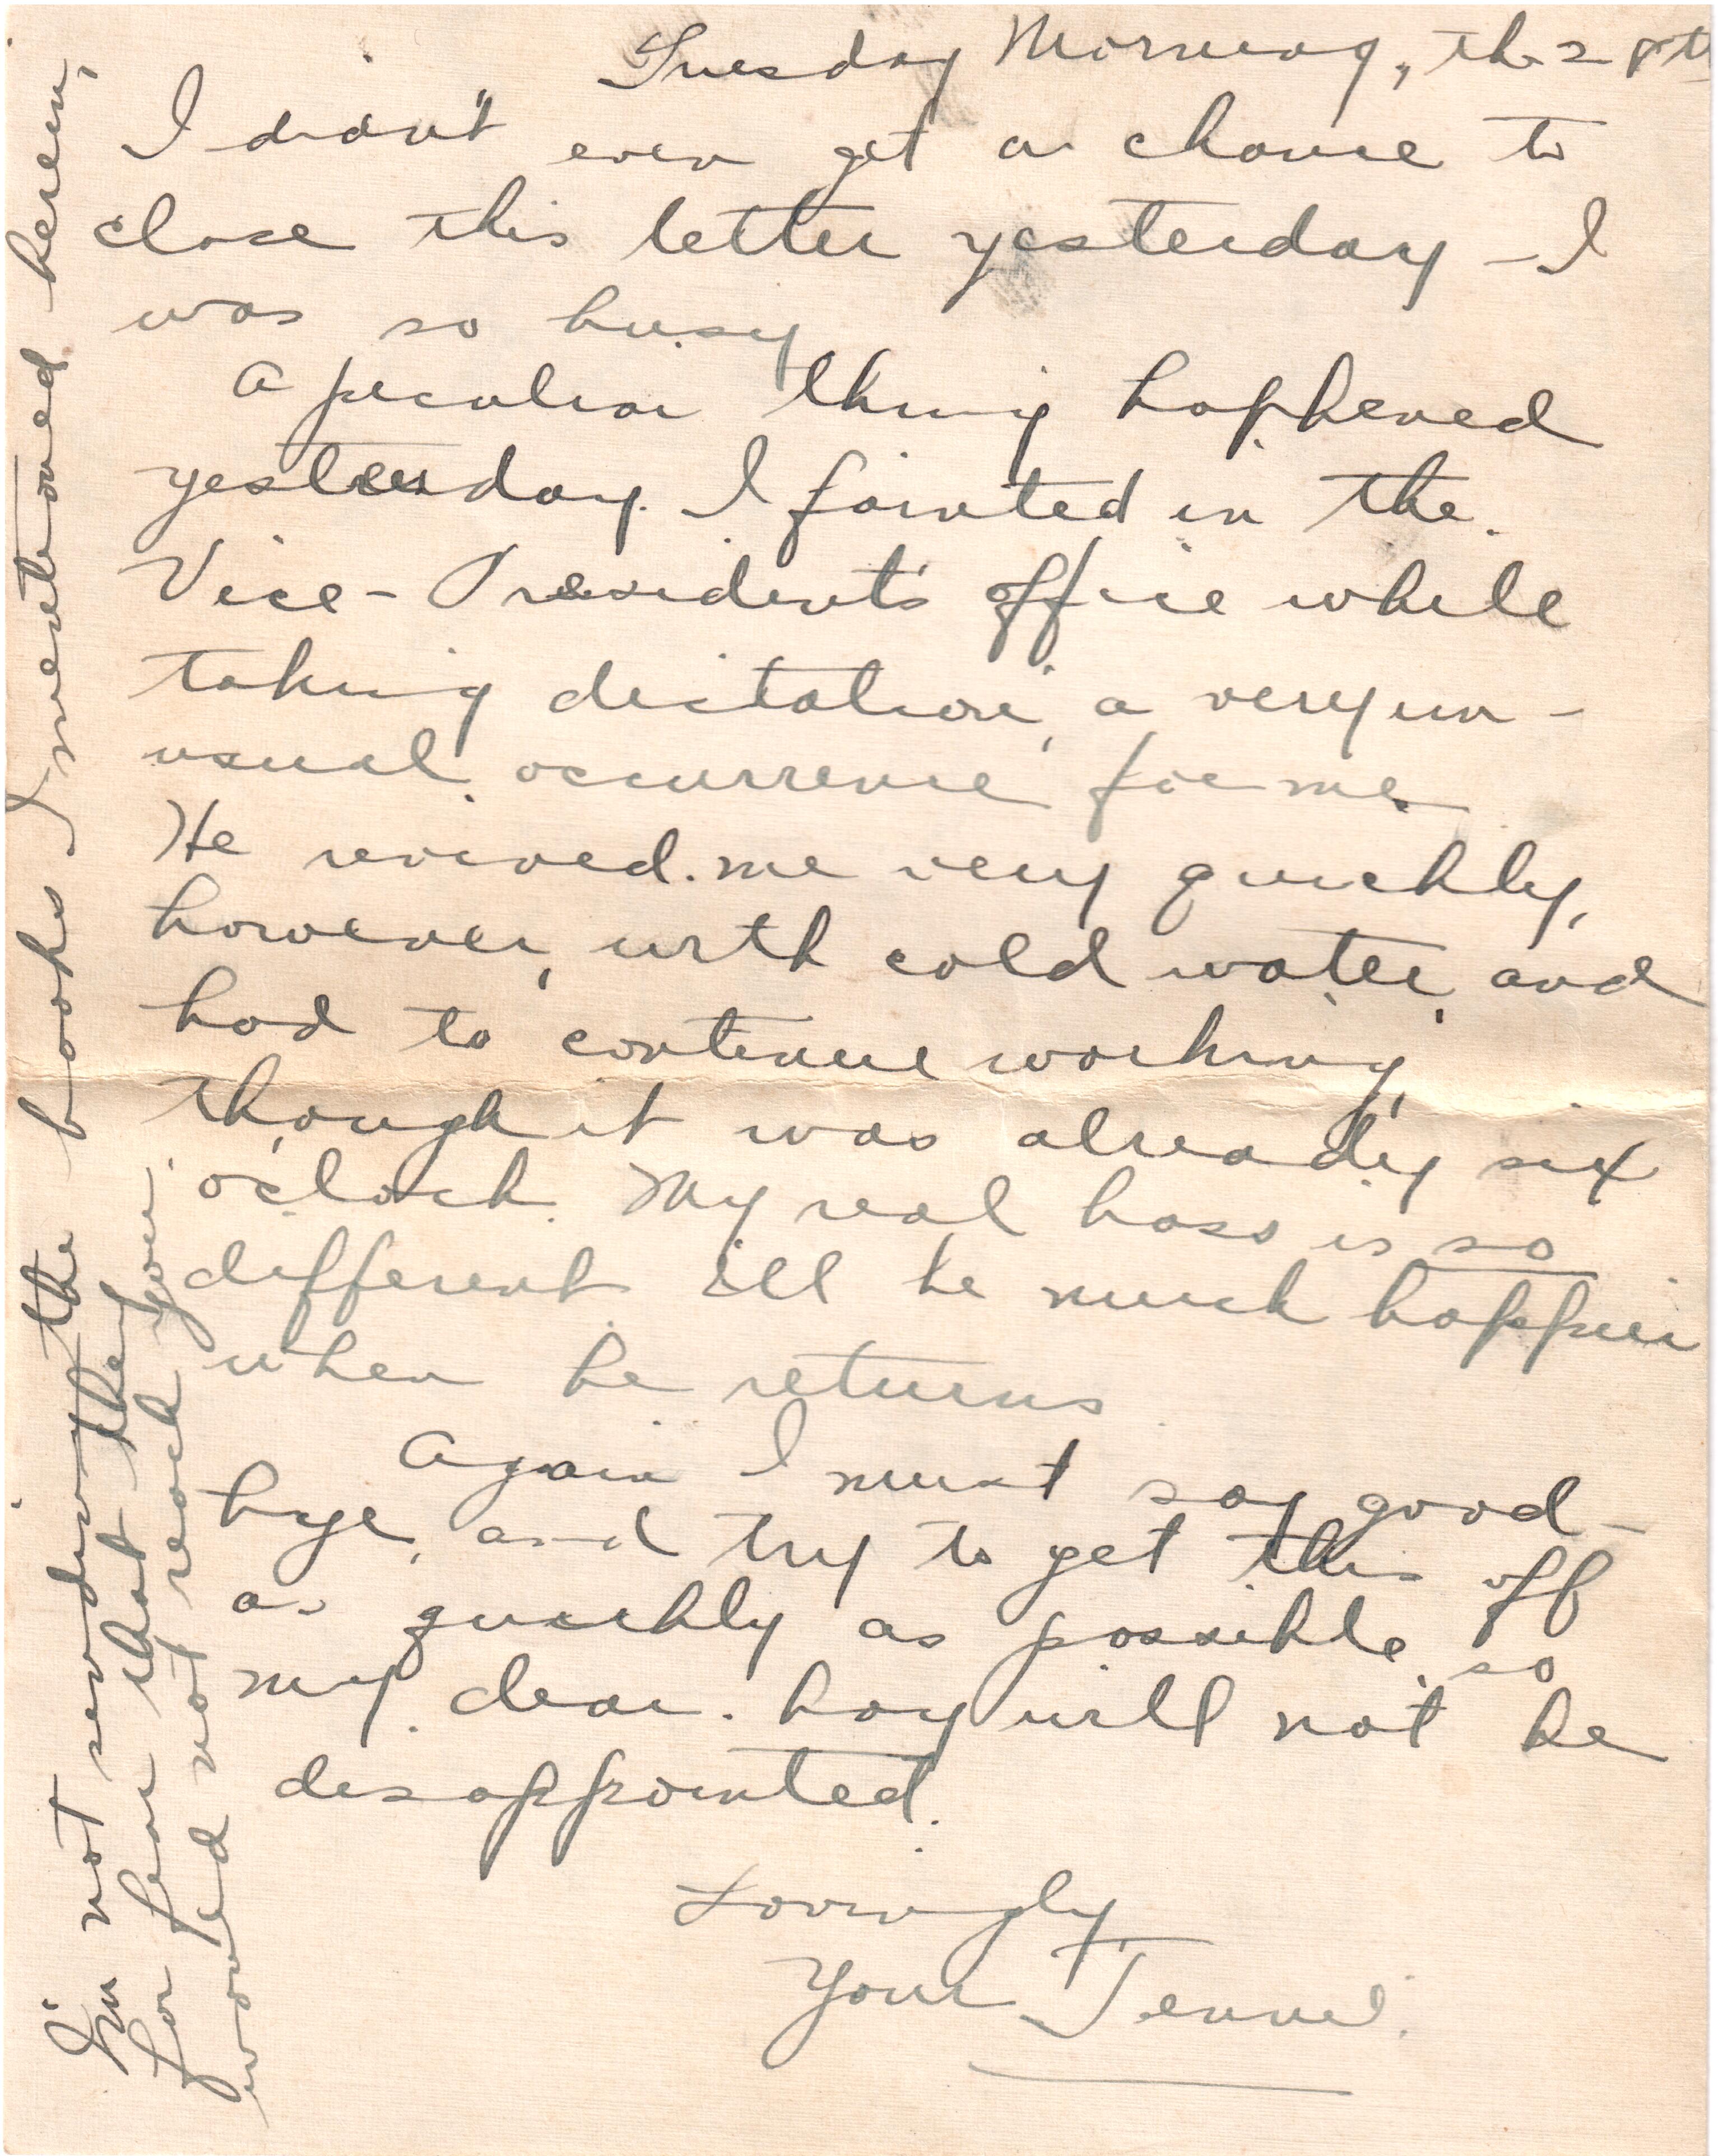 Tuesday Morning, the 28th
I didn't even get a chance to
close this letter yesterday – I
was so busy
A peculiar thing happened
yesterday. I fainted in the
Vice-President's office while
taking dictation, a very un-
usual occurrence for me
He revived me very quickly,
however, with cold water, and
had to continue working,
though it was already six
o'clock. My real boss is so
different. I'll be much happier
when he returns.
Again I must say good-
bye, and try to get this off
as quickly as possible, so
my dear boy will not be
disappointed.
Lovingly,
Your Jennie.
I'm not sending the books I mentioned herein,
for fear that they
would not reach you.